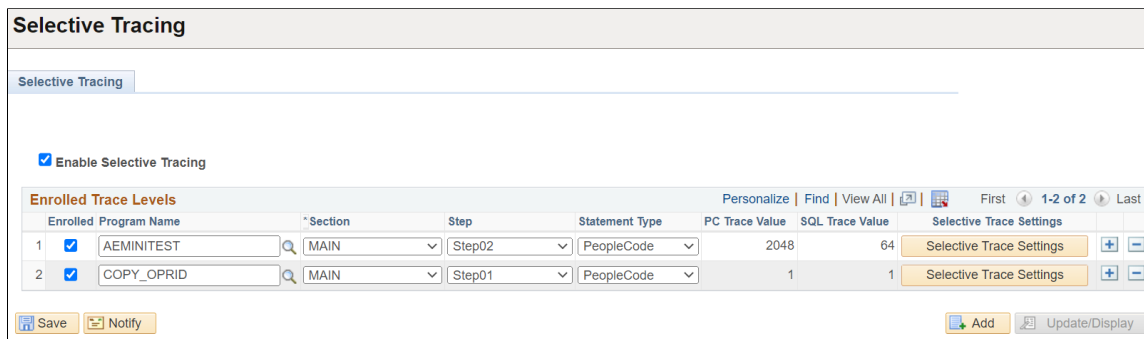 Selective Tracing
Selective Tracing
Enable Selective Tracing
Enrolled Trace Levels Personalize | Find | View All | | First 1-2 of 2 Last
Enrolled Program Name *Section Step Statement Type PC Trace Value SQL Trace Value Selective Trace Settings
1 AEMINITEST MAIN Step02 PeopleCode 2048 64 Selective Trace Settings
2 COPY_OPRID MAIN Step01 PeopleCode 1 1 Selective Trace Settings
Save Notify Add Update/Display